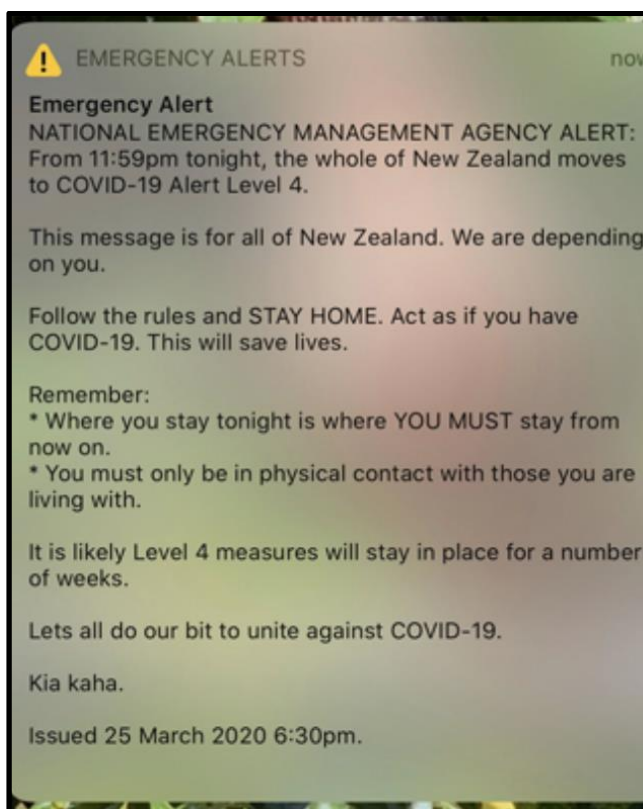 EMERGENCY ALERTS
now
Emergency Alert
NATIONAL EMERGENCY MANAGEMENT AGENCY ALERT:
From 11:59pm tonight, the whole of New Zealand moves
to COVID-19 Alert Level 4.
This message is for all of New Zealand. We are depending
on you.
Follow the rules and STAY HOME. Act as if you have
COVID-19. This will save lives.
Remember:
* Where you stay tonight is where YOU MUST stay from
now on.
* You must only be in physical contact with those you are
living with.
It is likely Level 4 measures will stay in place for a number
of weeks.
Lets all do our bit to unite against COVID-19.
Kia kaha.
Issued 25 March 2020 6:30pm.